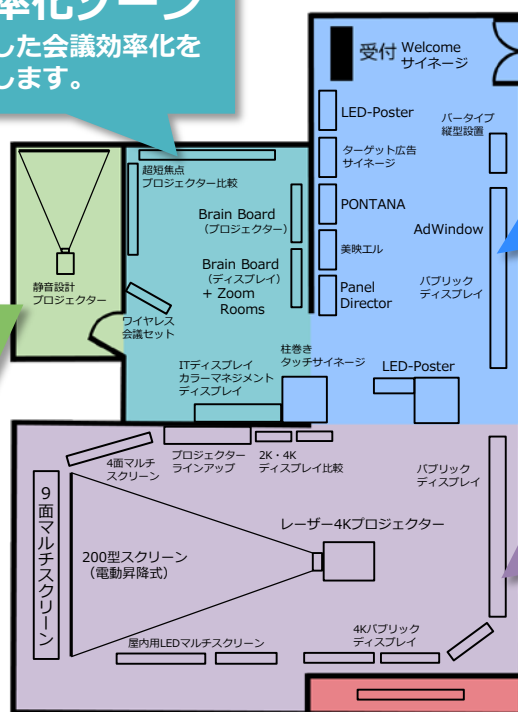 率化ゾーン
した会議効率化を
します。
受付
Welcome
サイネージ
LED-Poster
バータイプ
縦型設置
ターゲット広告
サイネージ
超短焦点
プロジェクター比較
PONTANA
Brain Board
（プロジェクター）
AdWindow
美映エル
Brain Board
（ディスプレイ）
+ Zoom
Rooms
Panel
Director
パブリック
ディスプレイ
静音設計
プロジェクター
ワイヤレス
会議セット
柱巻き
タッチサイネージ
ITディスプレイ
カラーマネジメント
ディスプレイ
LED-Poster
4面マルチ
スクリーン
プロジェクター
ラインアップ
2K・4K
ディスプレイ比較
パブリック
ディスプレイ
9面マルチスクリーン
レーザー4Kプロジェクター
200型スクリーン
（電動昇降式）
屋内用LEDマルチスクリーン
4Kパブリック
ディスプレイ